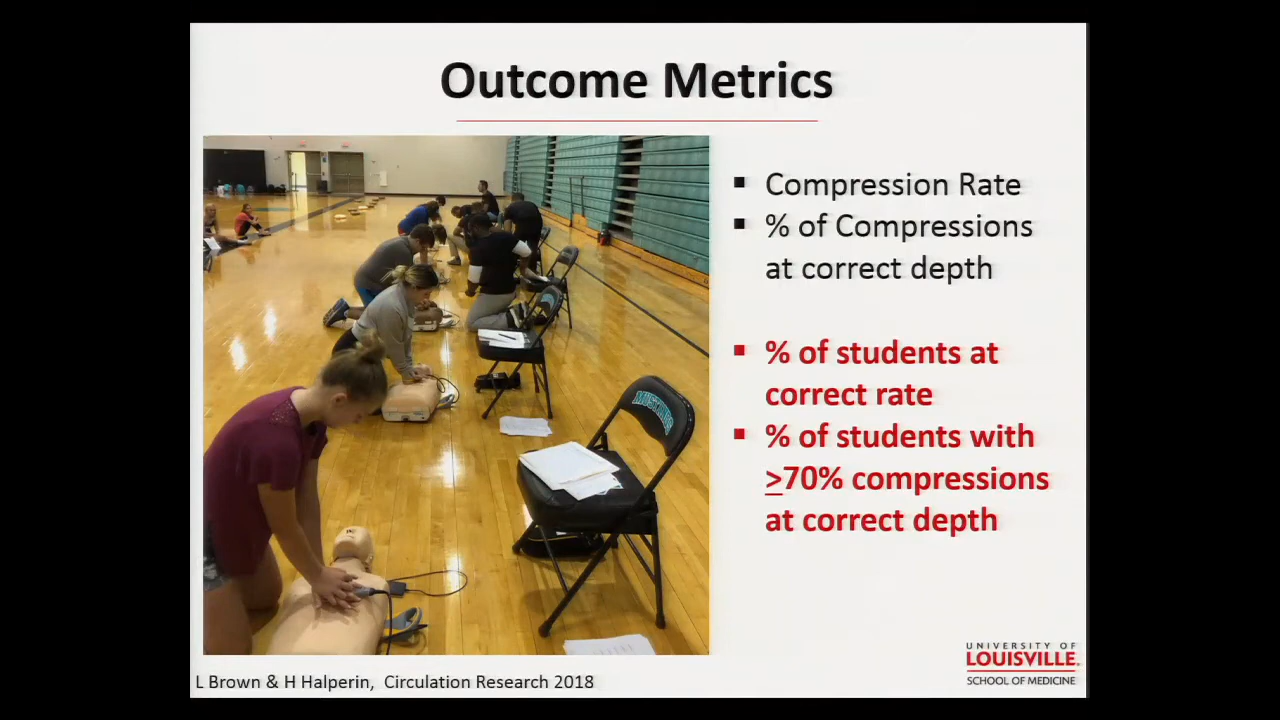 Outcome Metrics
▪ Compression Rate
▪ % of Compressions
at correct depth
▪ % of students at
correct rate
▪ % of students with
≥70% compressions
at correct depth
MUSTANGS
L Brown & H Halperin, Circulation Research 2018
UNIVERSITY OF
LOUISVILLE.
SCHOOL OF MEDICINE